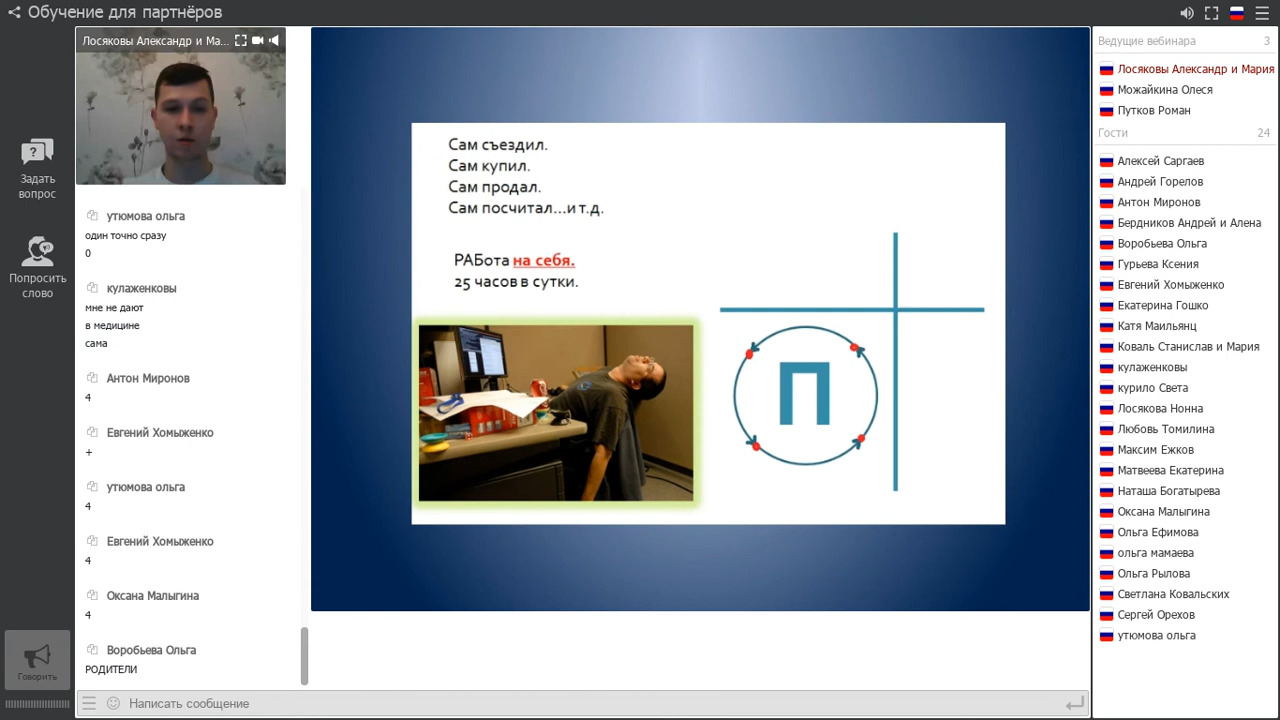 Обучение для партнёров
Лосяковы Александр и Ма...
Задать
вопрос
Попросить
слово
Говорить
утюмова ольга
один точно сразу
0
кулаженковы
мне не дают
в медицине
сама
Антон Миронов
4
Евгений Хомыженко
+
утюмова ольга
4
Евгений Хомыженко
4
Оксана Малыгина
4
Воробьева Ольга
РОДИТЕЛИ
Написать сообщение
Сам съездил.
Сам купил.
Сам продал.
Сам посчитал...и т.д.
РАБота на себя.
25 часов в сутки.
П
Ведущие вебинара 3
Лосяковы Александр и Мария
Можайкина Олеся
Путков Роман
Гости 24
Алексей Саргаев
Андрей Горелов
Антон Миронов
Бердников Андрей и Алена
Воробьева Ольга
Гурьева Ксения
Евгений Хомыженко
Екатерина Гошко
Катя Маильянц
Коваль Станислав и Мария
кулаженковы
курило Света
Лосякова Нонна
Любовь Томилина
Максим Ежков
Матвеева Екатерина
Наташа Богатырева
Оксана Малыгина
Ольга Ефимова
ольга мамаева
Ольга Рылова
Светлана Ковальских
Сергей Орехов
утюмова ольга